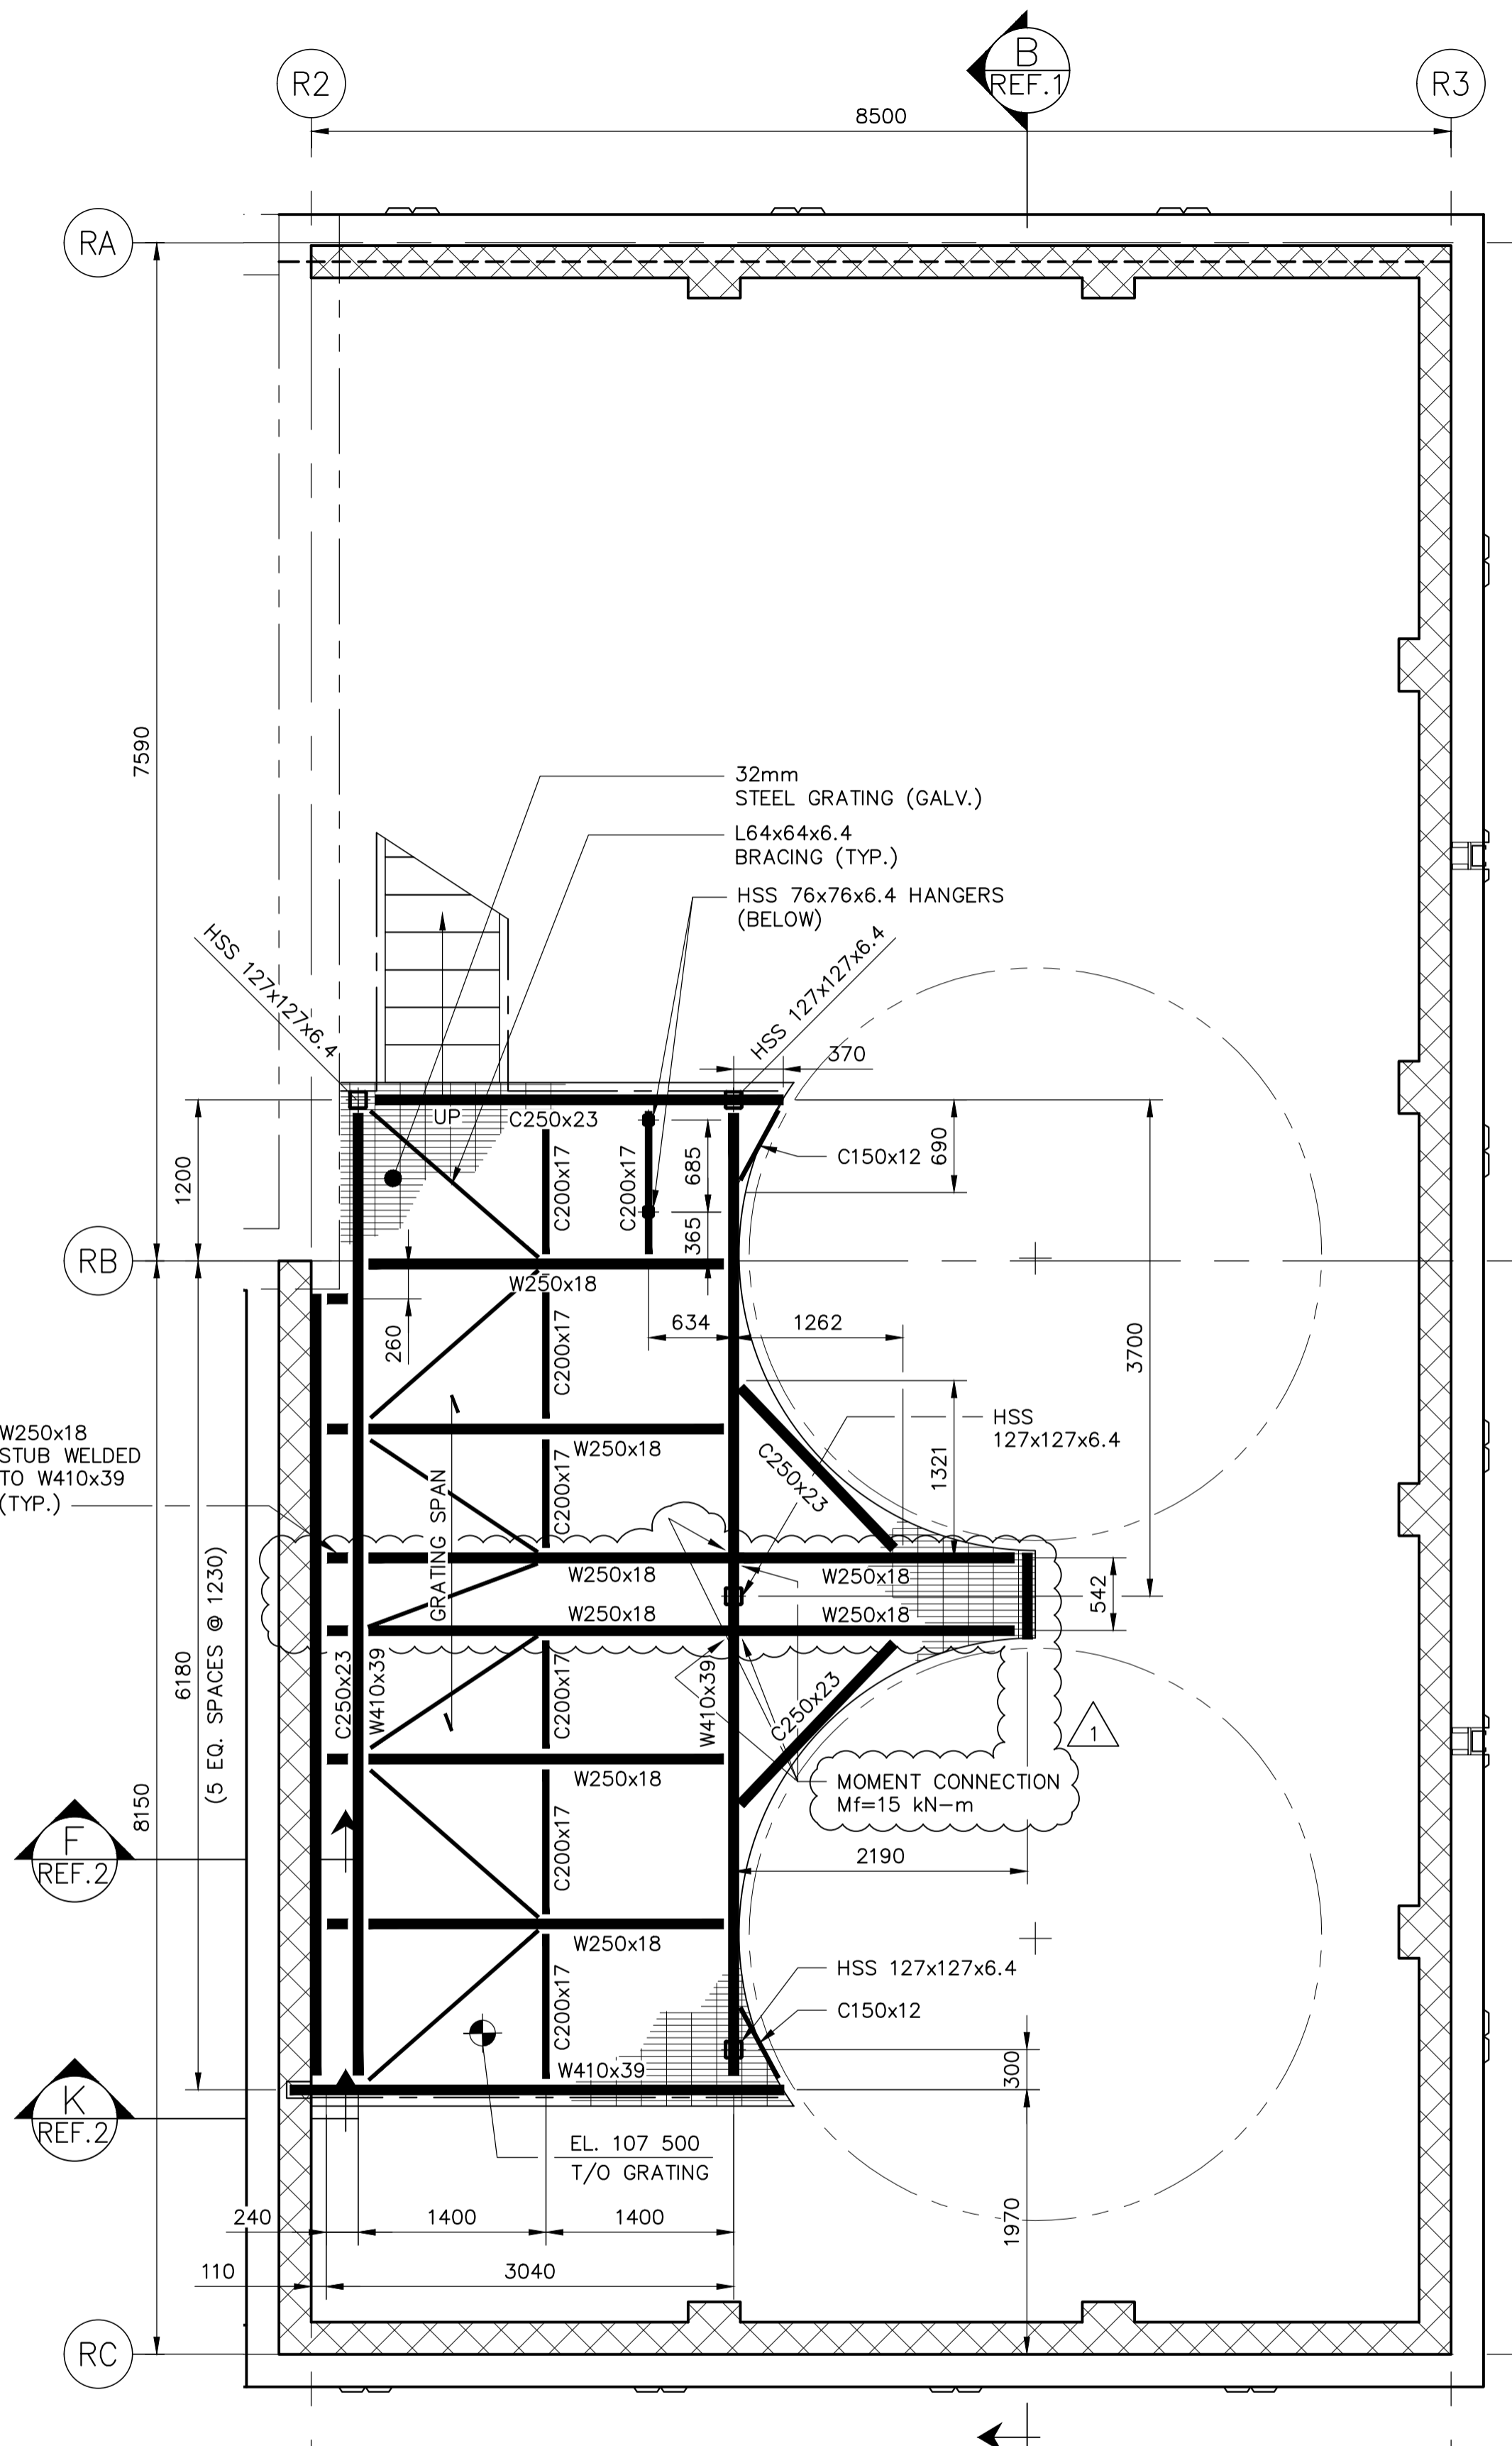 R2
B
REF.1
R3
8500
RA
7590
32mm
STEEL GRATING (GALV.)
L64x64x6.4
BRACING (TYP.)
HSS 76x76x6.4 HANGERS
(BELOW)
HSS 127x127x6.4
HSS 127x127x6.4
370
UP
C250x23
C200x17
C200x17
685
365
C150x12
690
1200
RB
W250x18
260
C200x17
634
1262
3700
W250x18
STUB WELDED
TO W410x39
(TYP.)
W250x18
C200x17
GRATING SPAN
C250x23
1321
HSS
127x127x6.4
W250x18
W250x18
W250x18
W250x18
542
6180
(5 EQ. SPACES @ 1230)
8150
C250x23
W410x39
C200x17
W410x39
C250x23
1
W250x18
MOMENT CONNECTION
Mf=15 kN-m
F
REF.2
C200x17
2190
W250x18
C200x17
HSS 127x127x6.4
C150x12
W410x39
300
K
REF.2
EL. 107 500
T/O GRATING
1970
240
1400
1400
110
3040
RC